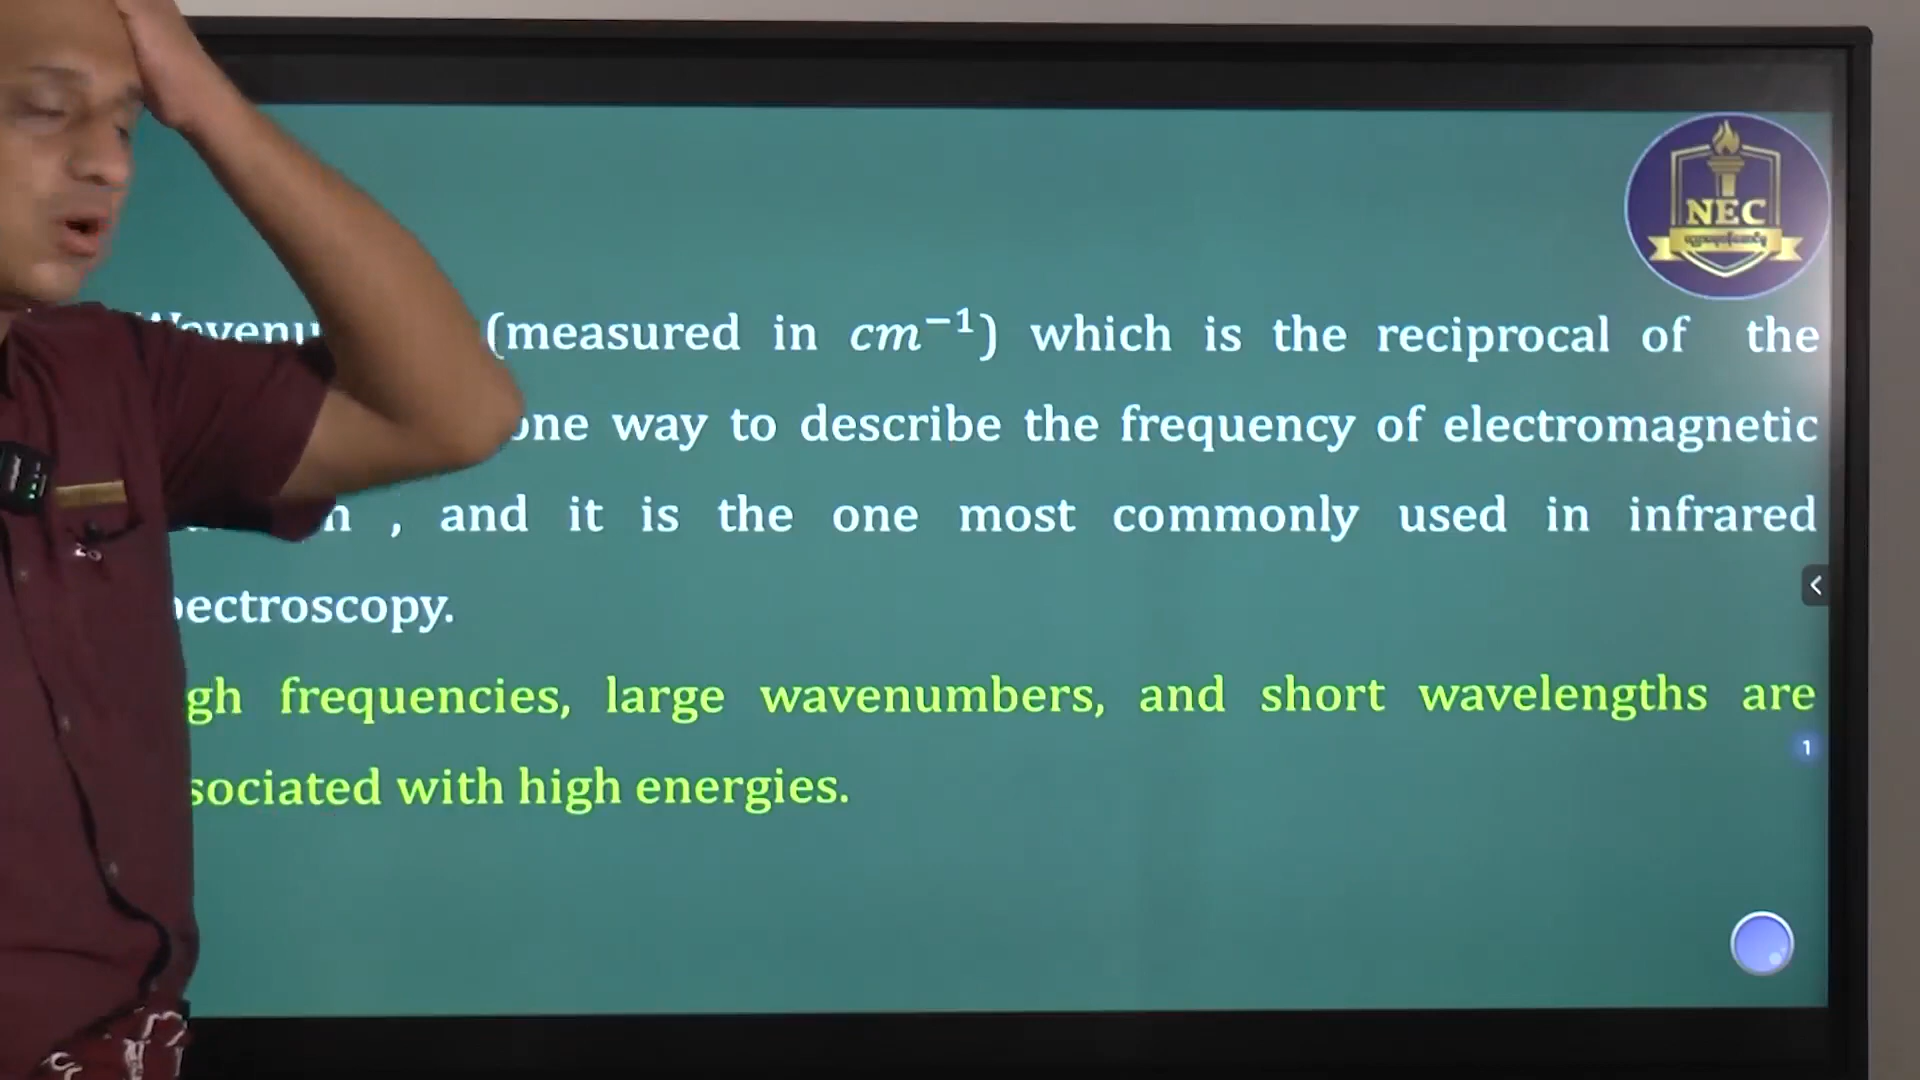 NEC
(measured in cm⁻¹) which is the reciprocal of the
one way to describe the frequency of electromagnetic
, and it is the one most commonly used in infrared
pectroscopy.
gh frequencies, large wavenumbers, and short wavelengths are
sociated with high energies.
1